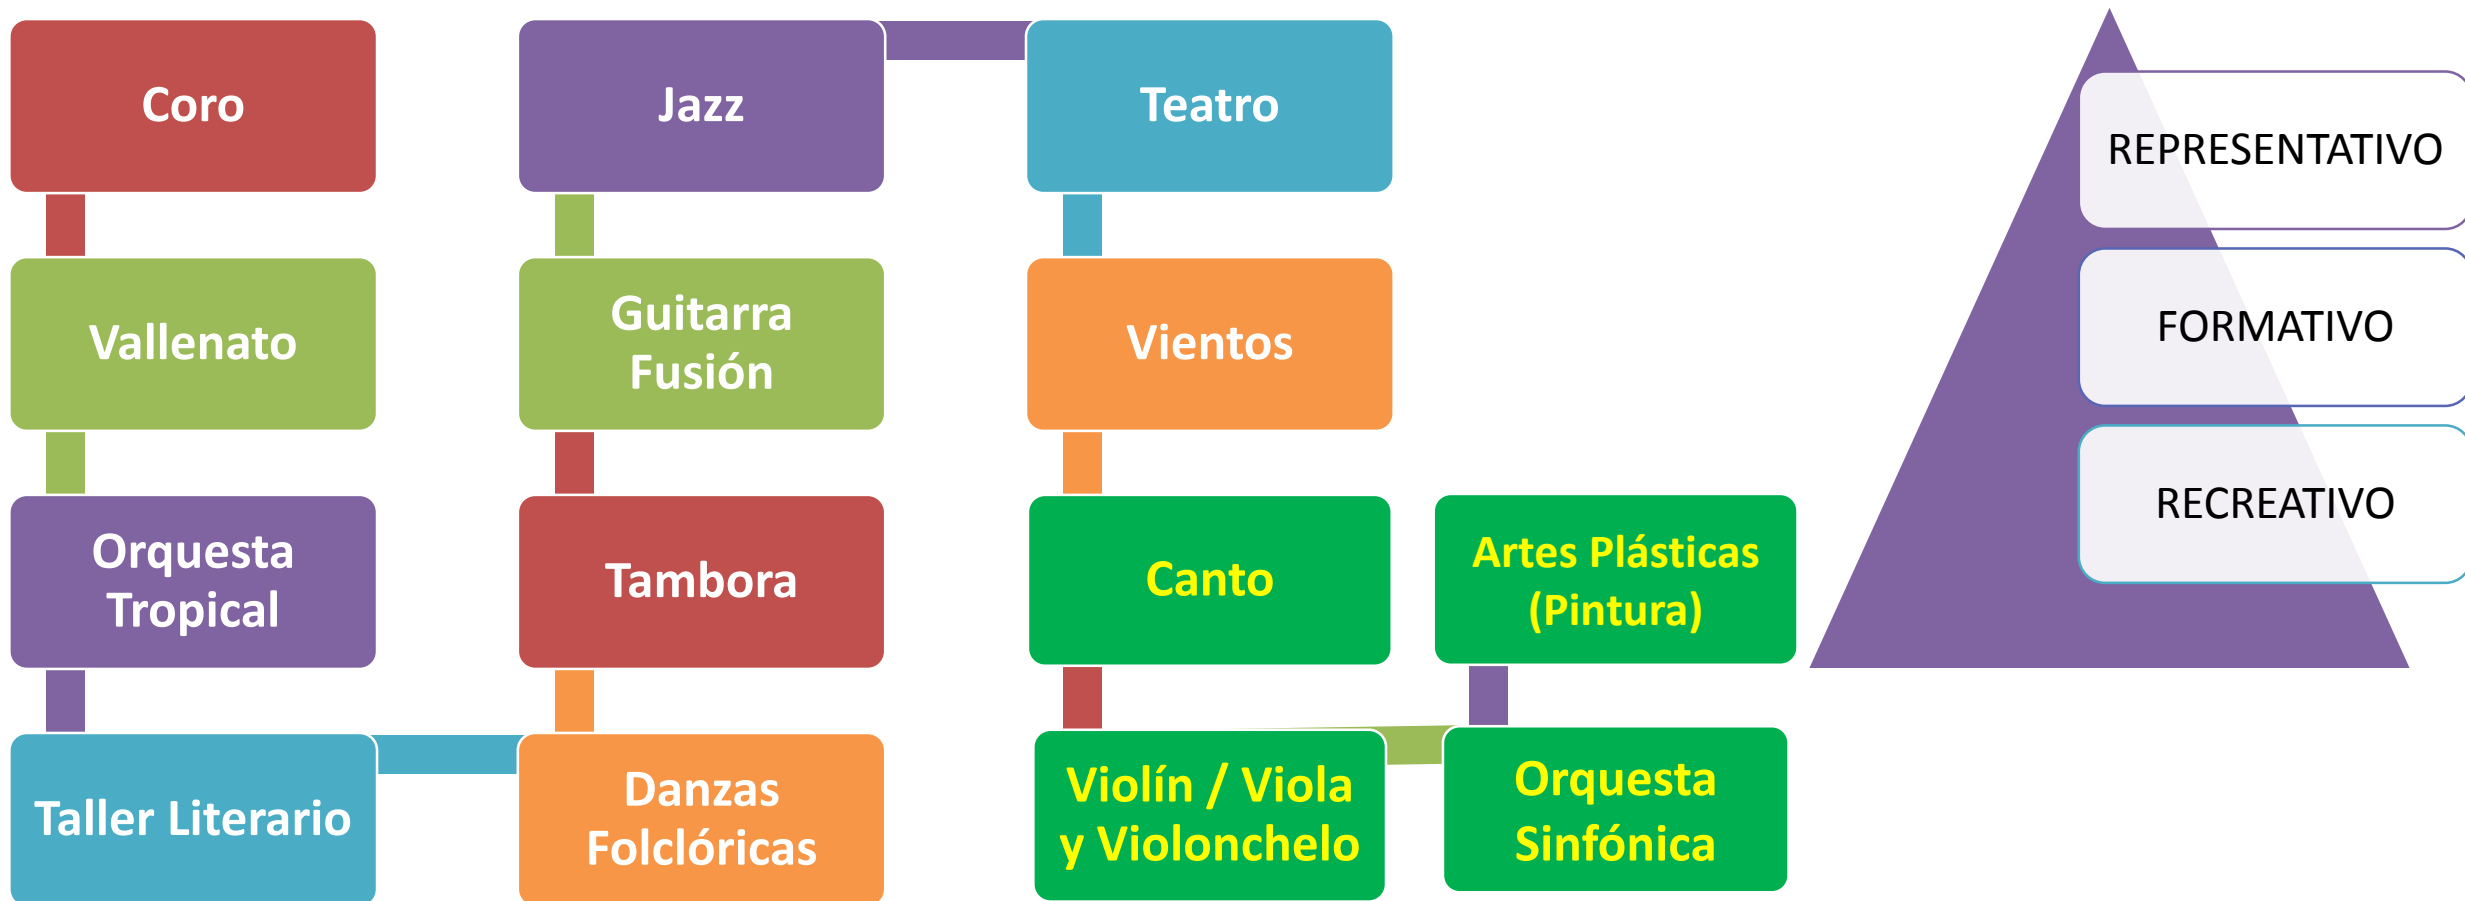 Coro
Vallenato
Orquesta
Tropical
Taller Literario
Danzas
Folclóricas
Tambora
Guitarra
Fusión
Jazz
Teatro
Vientos
Canto
Violín / Viola
y Violonchelo
Orquesta
Sinfónica
Artes Plásticas
(Pintura)
REPRESENTATIVO
FORMATIVO
RECREATIVO